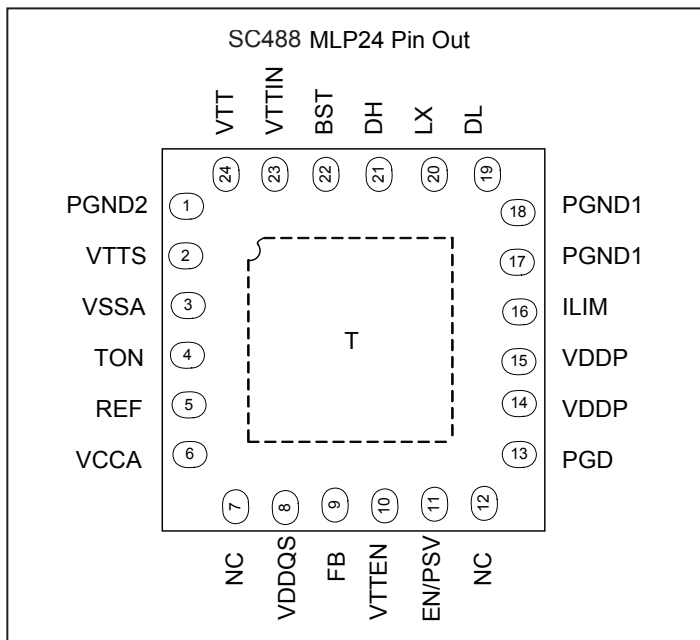 SC488 MLP24 Pin Out
VTT
VTTIN
BST
DH
LX
DL
24
23
22
21
20
19
PGND2
1
VTTS
2
VSSA
3
TON
4
REF
5
VCCA
6
T
18
PGND1
17
PGND1
16
ILIM
15
VDDP
14
VDDP
13
PGD
7
8
9
10
11
12
NC
VDDQS
FB
VTTEN
EN/PSV
NC